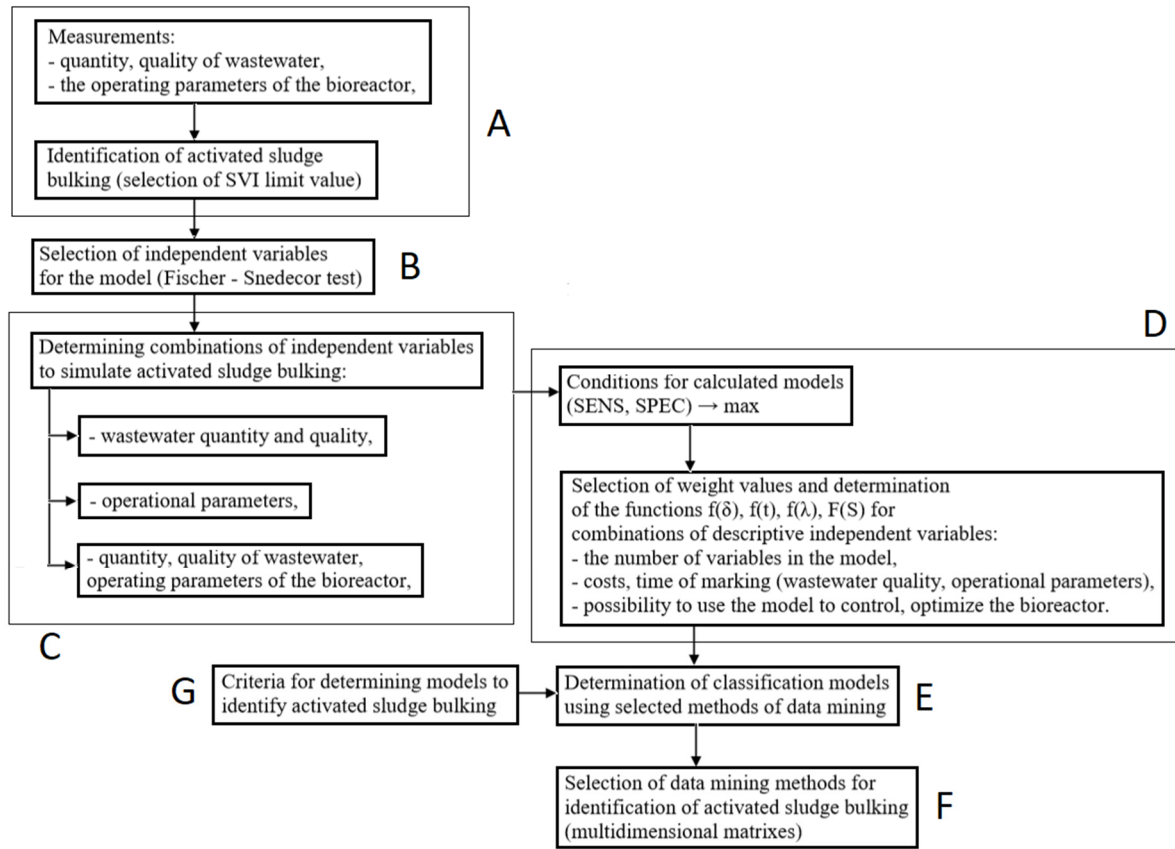 Measurements:
- quantity, quality of wastewater,
- the operating parameters of the bioreactor,
A
Identification of activated sludge
bulking (selection of SVI limit value)
Selection of independent variables
for the model (Fischer - Snedecor test)
B
Determining combinations of independent variables
to simulate activated sludge bulking:
- wastewater quantity and quality,
- operational parameters,
- quantity, quality of wastewater,
operating parameters of the bioreactor,
C
D
Conditions for calculated models
(SENS, SPEC) → max
Selection of weight values and determination
of the functions f(δ), f(t), f(λ), F(S) for
combinations of descriptive independent variables:
- the number of variables in the model,
- costs, time of marking (wastewater quality, operational parameters),
- possibility to use the model to control, optimize the bioreactor.
G
Criteria for determining models to
identify activated sludge bulking
Determination of classification models
using selected methods of data mining
E
Selection of data mining methods for
identification of activated sludge bulking
(multidimensional matrixes)
F